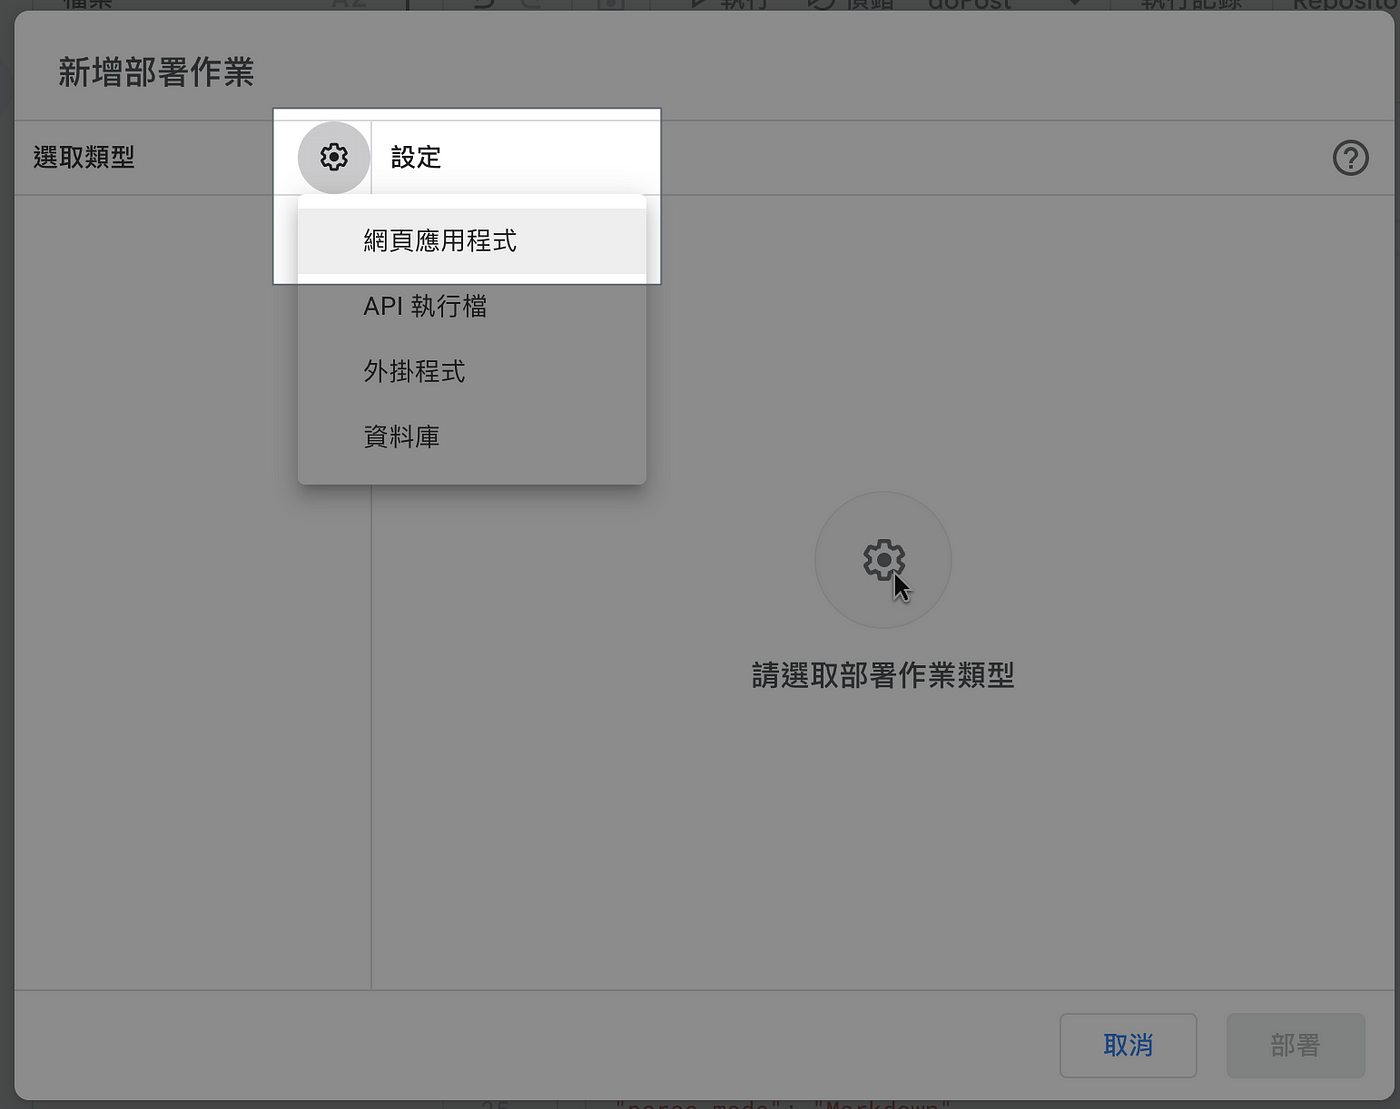 新增部署作業
選取類型
設定
網頁應用程式
API 執行檔
外掛程式
資料庫
請選取部署作業類型
取消
部署